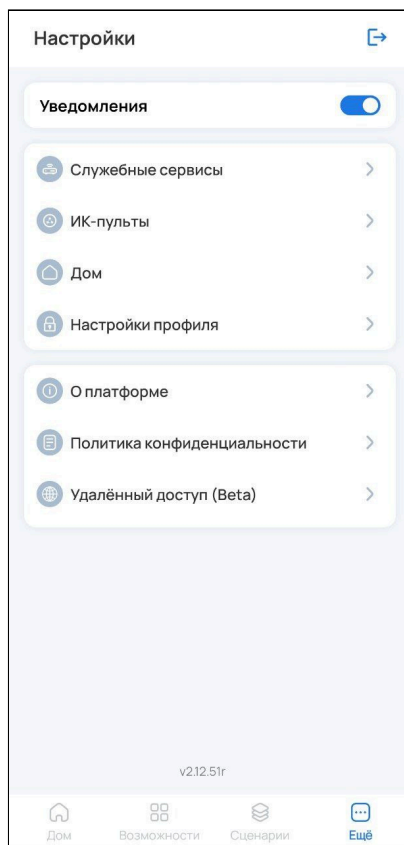 Настройки
Уведомления
Служебные сервисы
ИК-пульты
Дом
Настройки профиля
О платформе
Политика конфиденциальности
Удалённый доступ (Beta)
v2.12.51r
Дом
Возможности
Сценарии
Ещё